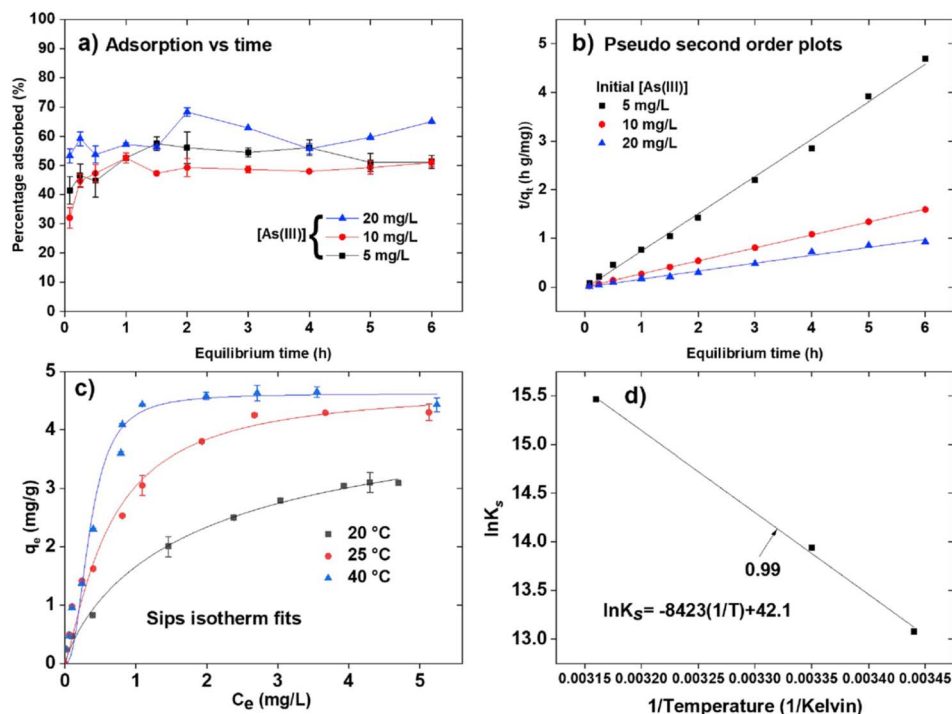 a) Adsorption vs time
Percentage adsorbed (%)
100
90
80
70
60
50
40
30
20
10
0
[As(III)]
20 mg/L
10 mg/L
5 mg/L
0 1 2 3 4 5 6
Equilibrium time (h)
b) Pseudo second order plots
t/qt (h g/mg))
5
4
3
2
1
0
Initial [As(III)]
5 mg/L
10 mg/L
20 mg/L
0 1 2 3 4 5 6
Equilibrium time (h)
c)
qe (mg/g)
5
4
3
2
1
0
20 °C
25 °C
40 °C
Sips isotherm fits
0 1 2 3 4 5
Ce (mg/L)
d)
lnKs
15.5
15.0
14.5
14.0
13.5
13.0
0.99
lnKs= -8423(1/T)+42.1
0.00315 0.00320 0.00325 0.00330 0.00335 0.00340 0.00345
1/Temperature (1/Kelvin)